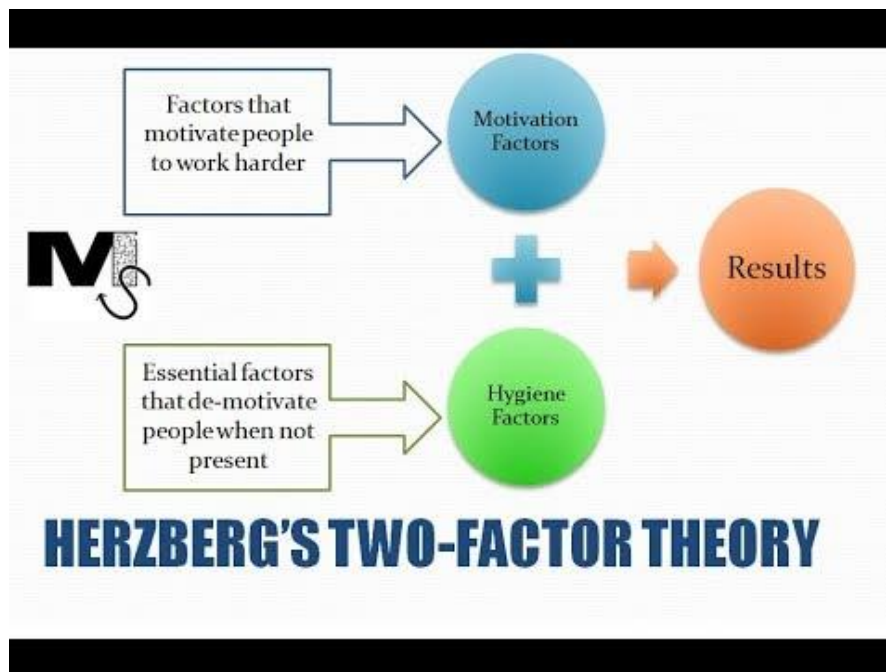 Factors that
motivate people
to work harder
Motivation
Factors
MS
Results
Essential factors
that de-motivate
people when not
present
Hygiene
Factors
HERZBERG'S TWO-FACTOR THEORY